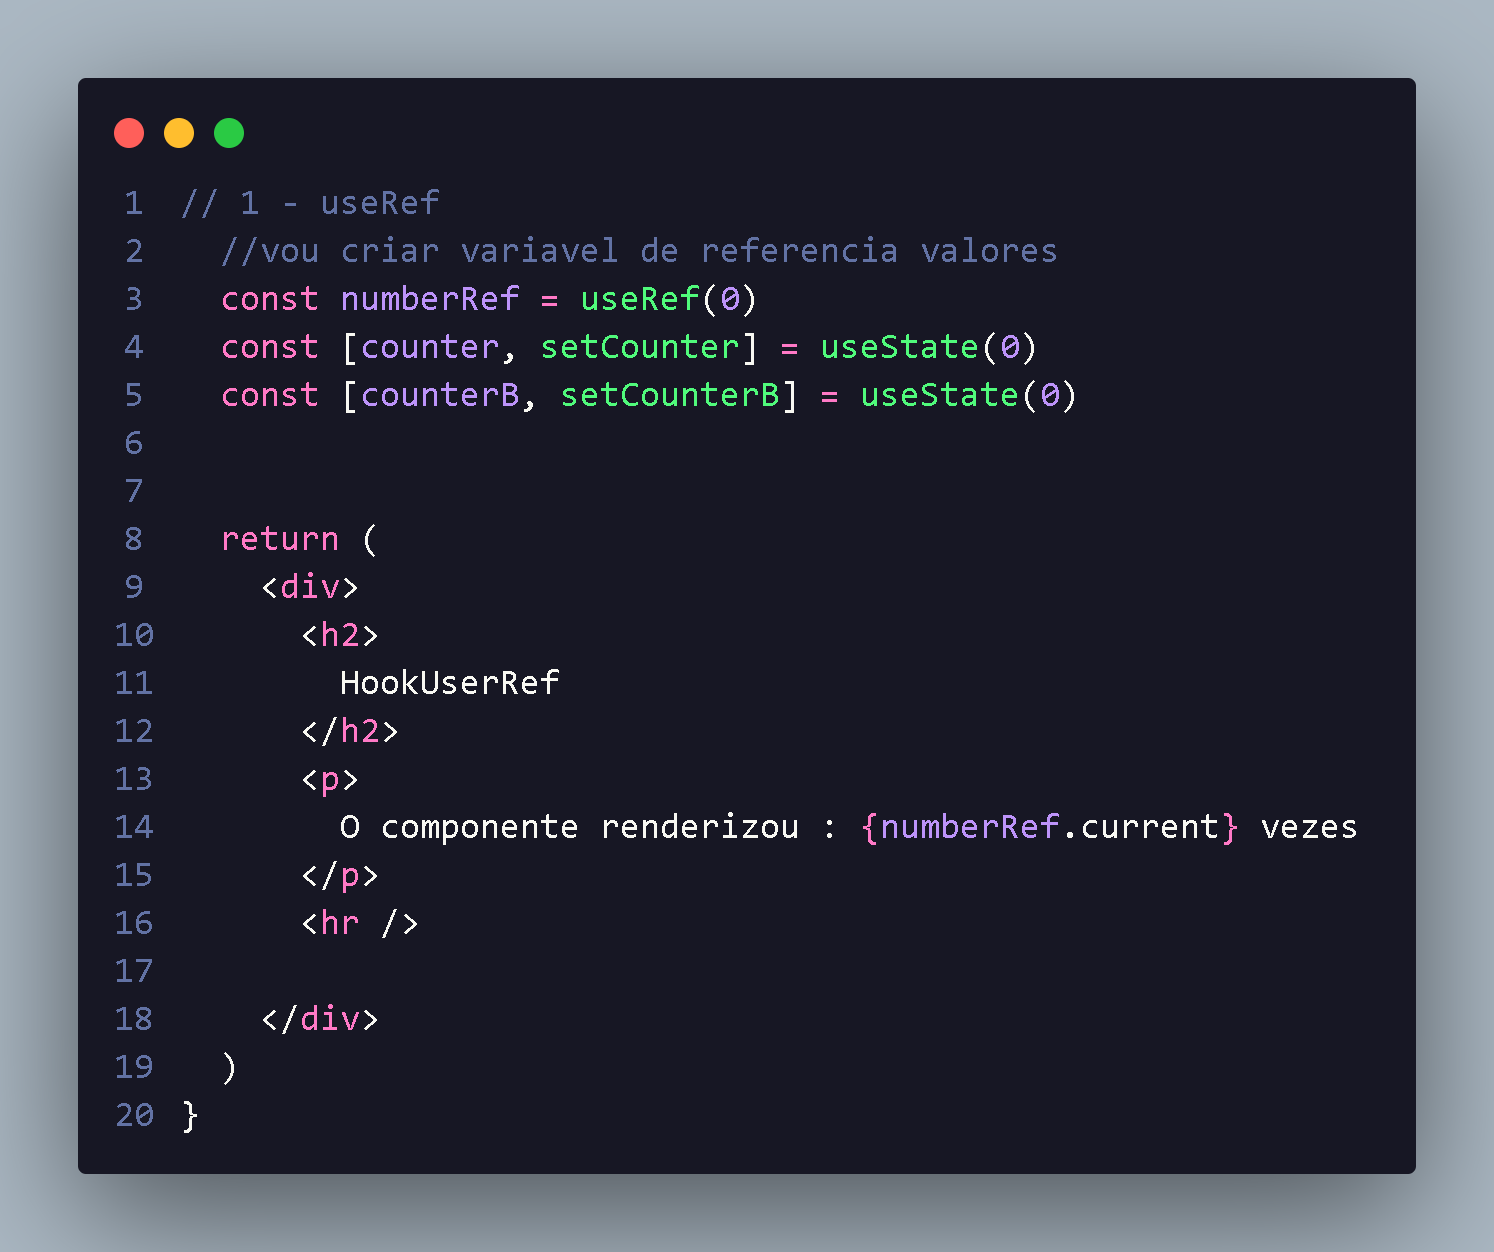 1 // 1 - useRef
2 //vou criar variavel de referencia valores
3 const numberRef = useRef(0)
4 const [counter, setCounter] = useState(0)
5 const [counterB, setCounterB] = useState(0)
6
7
8 return (
9 <div>
10 <h2>
11 HookUserRef
12 </h2>
13 <p>
14 O componente renderizou : {numberRef.current} vezes
15 </p>
16 <hr />
17
18 </div>
19 )
20 }